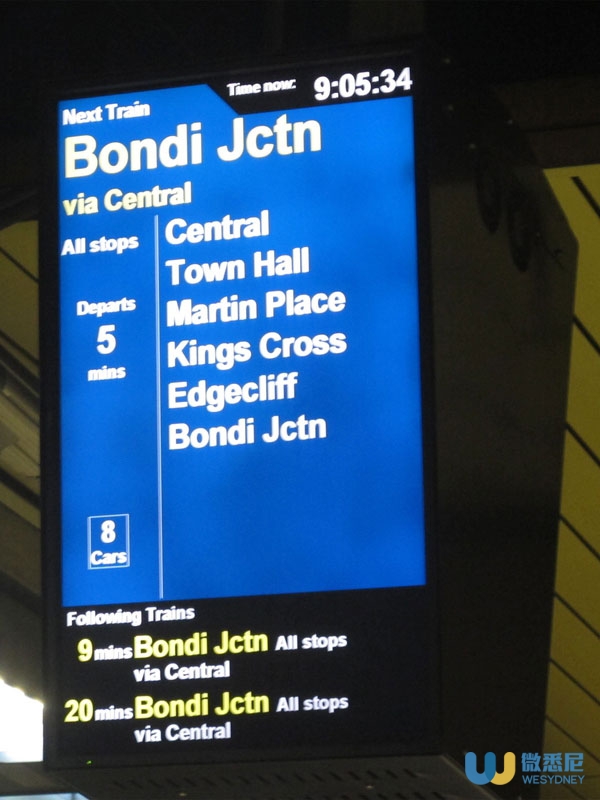 Time now: 9:05:34
Next Train
Bondi Jctn
via Central
All stops
Departs
5
mins
8
Cars
Central
Town Hall
Martin Place
Kings Cross
Edgecliff
Bondi Jctn
Following Trains
9 mins Bondi Jctn All stops
via Central
20 mins Bondi Jctn All stops
via Central
微悉尼
WESYDNEY